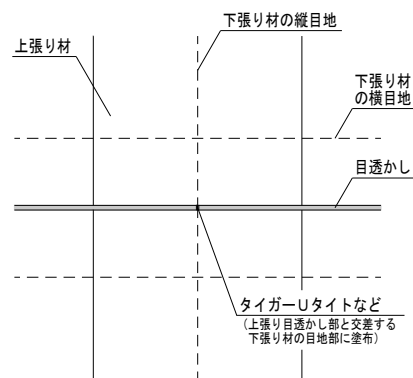 下張り材の縦目地
上張り材
下張り材
の横目地
目透かし
タイガーUタイトなど
(上張り目透かし部と交差する
下張り材の目地部に塗布)